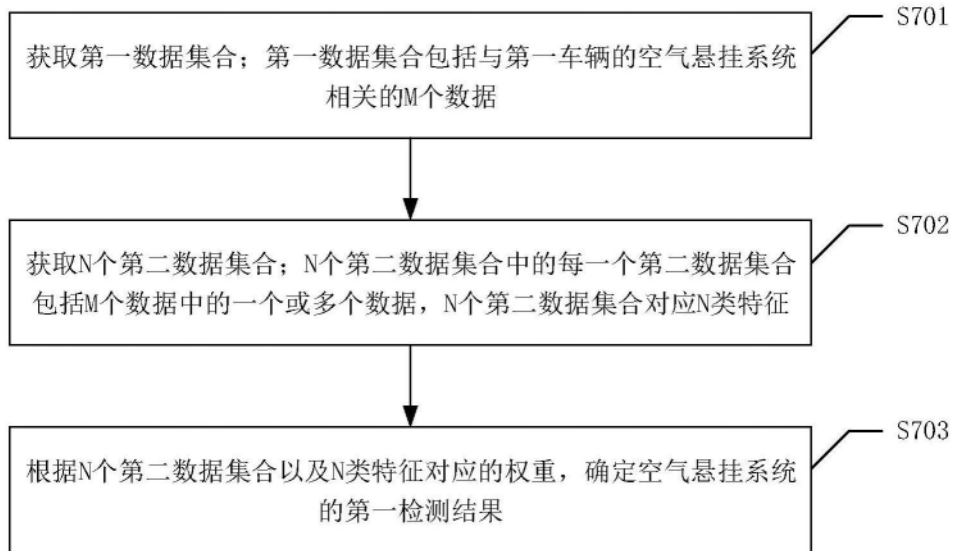 S701
获取第一数据集合；第一数据集合包括与第一车辆的空气悬挂系统
相关的M个数据
S702
获取N个第二数据集合；N个第二数据集合中的每一个第二数据集合
包括M个数据中的一个或多个数据，N个第二数据集合对应N类特征
S703
根据N个第二数据集合以及N类特征对应的权重，确定空气悬挂系统
的第一检测结果